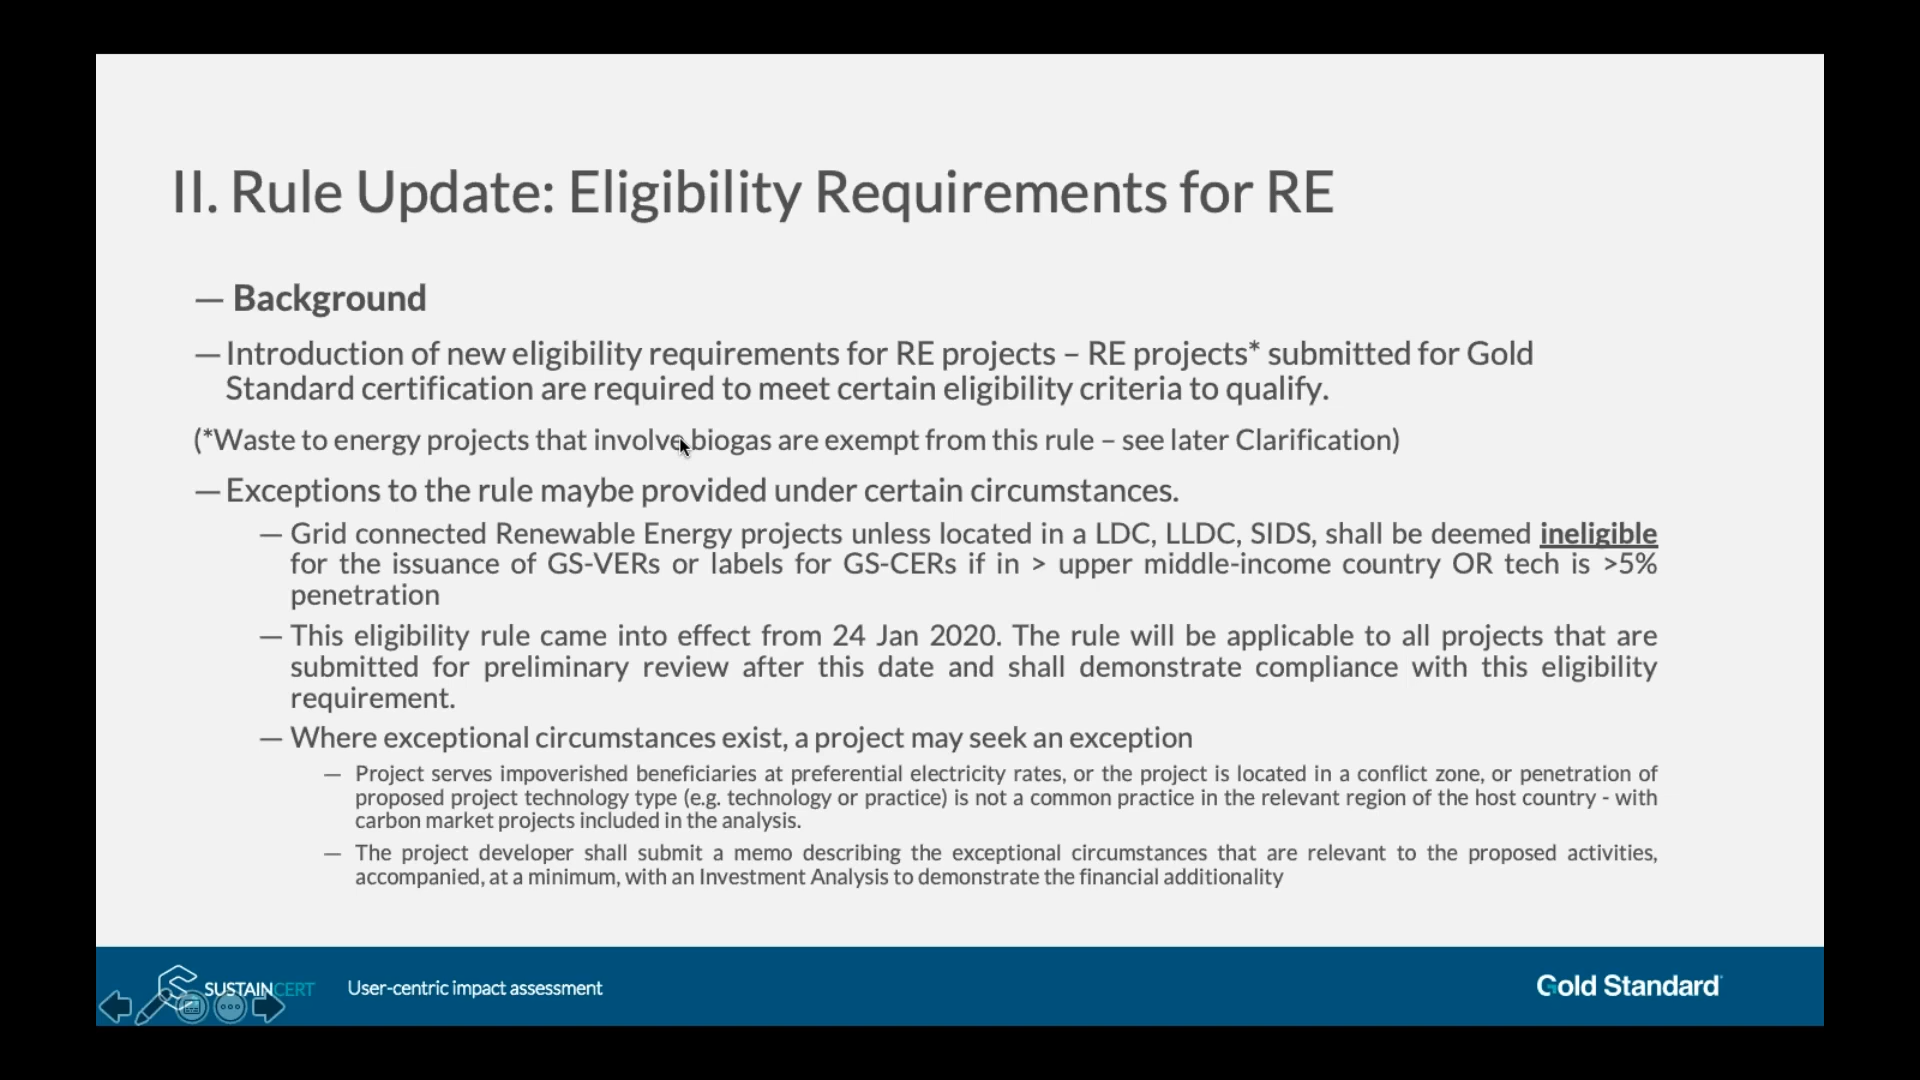 II. Rule Update: Eligibility Requirements for RE
— Background
— Introduction of new eligibility requirements for RE projects – RE projects* submitted for Gold
Standard certification are required to meet certain eligibility criteria to qualify.
(*Waste to energy projects that involve biogas are exempt from this rule – see later Clarification)
— Exceptions to the rule maybe provided under certain circumstances.
— Grid connected Renewable Energy projects unless located in a LDC, LLDC, SIDS, shall be deemed ineligible
for the issuance of GS-VERs or labels for GS-CERs if in > upper middle-income country OR tech is >5%
penetration
— This eligibility rule came into effect from 24 Jan 2020. The rule will be applicable to all projects that are
submitted for preliminary review after this date and shall demonstrate compliance with this eligibility
requirement.
— Where exceptional circumstances exist, a project may seek an exception
— Project serves impoverished beneficiaries at preferential electricity rates, or the project is located in a conflict zone, or penetration of
proposed project technology type (e.g. technology or practice) is not a common practice in the relevant region of the host country - with
carbon market projects included in the analysis.
— The project developer shall submit a memo describing the exceptional circumstances that are relevant to the proposed activities,
accompanied, at a minimum, with an Investment Analysis to demonstrate the financial additionality
SUSTAINCERT
User-centric impact assessment
Gold Standard